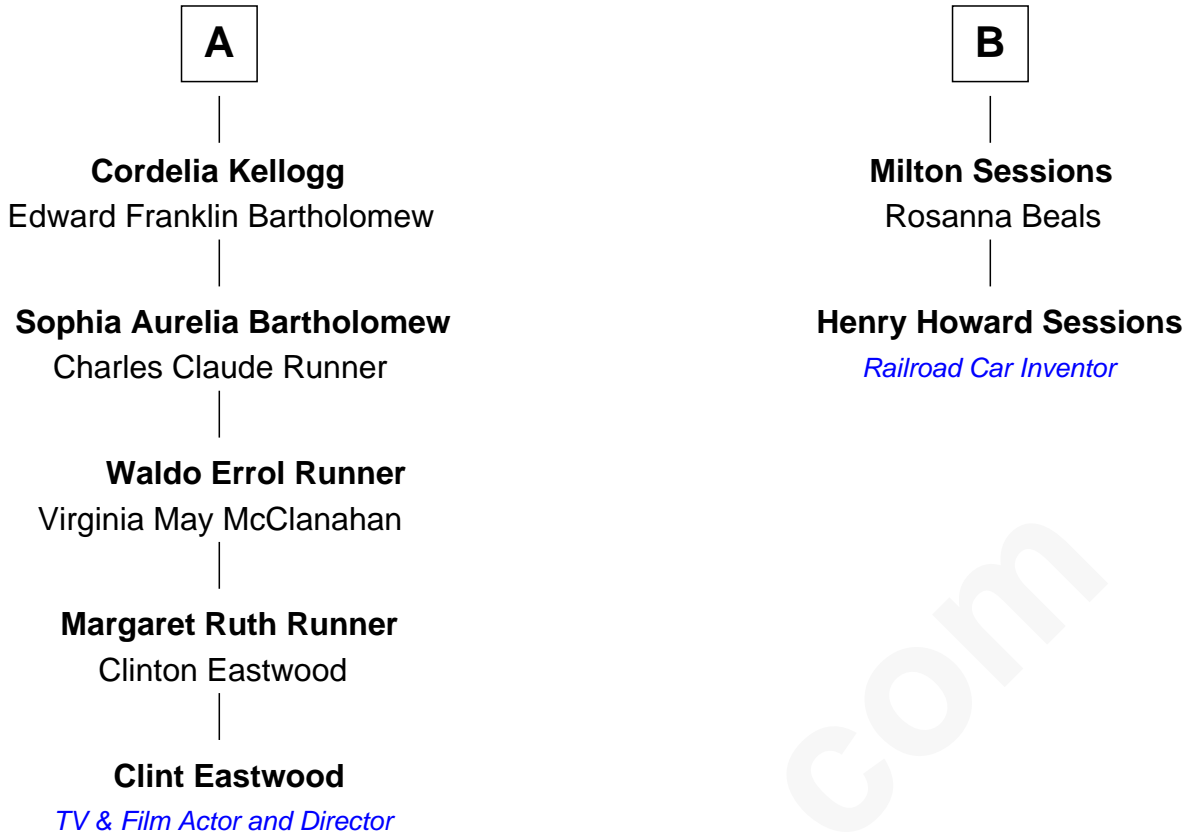 A
Cordelia Kellogg
Edward Franklin Bartholomew
Sophia Aurelia Bartholomew
Charles Claude Runner
Waldo Errol Runner
Virginia May McClanahan
Margaret Ruth Runner
Clinton Eastwood
Clint Eastwood
TV & Film Actor and Director
B
Milton Sessions
Rosanna Beals
Henry Howard Sessions
Railroad Car Inventor
com